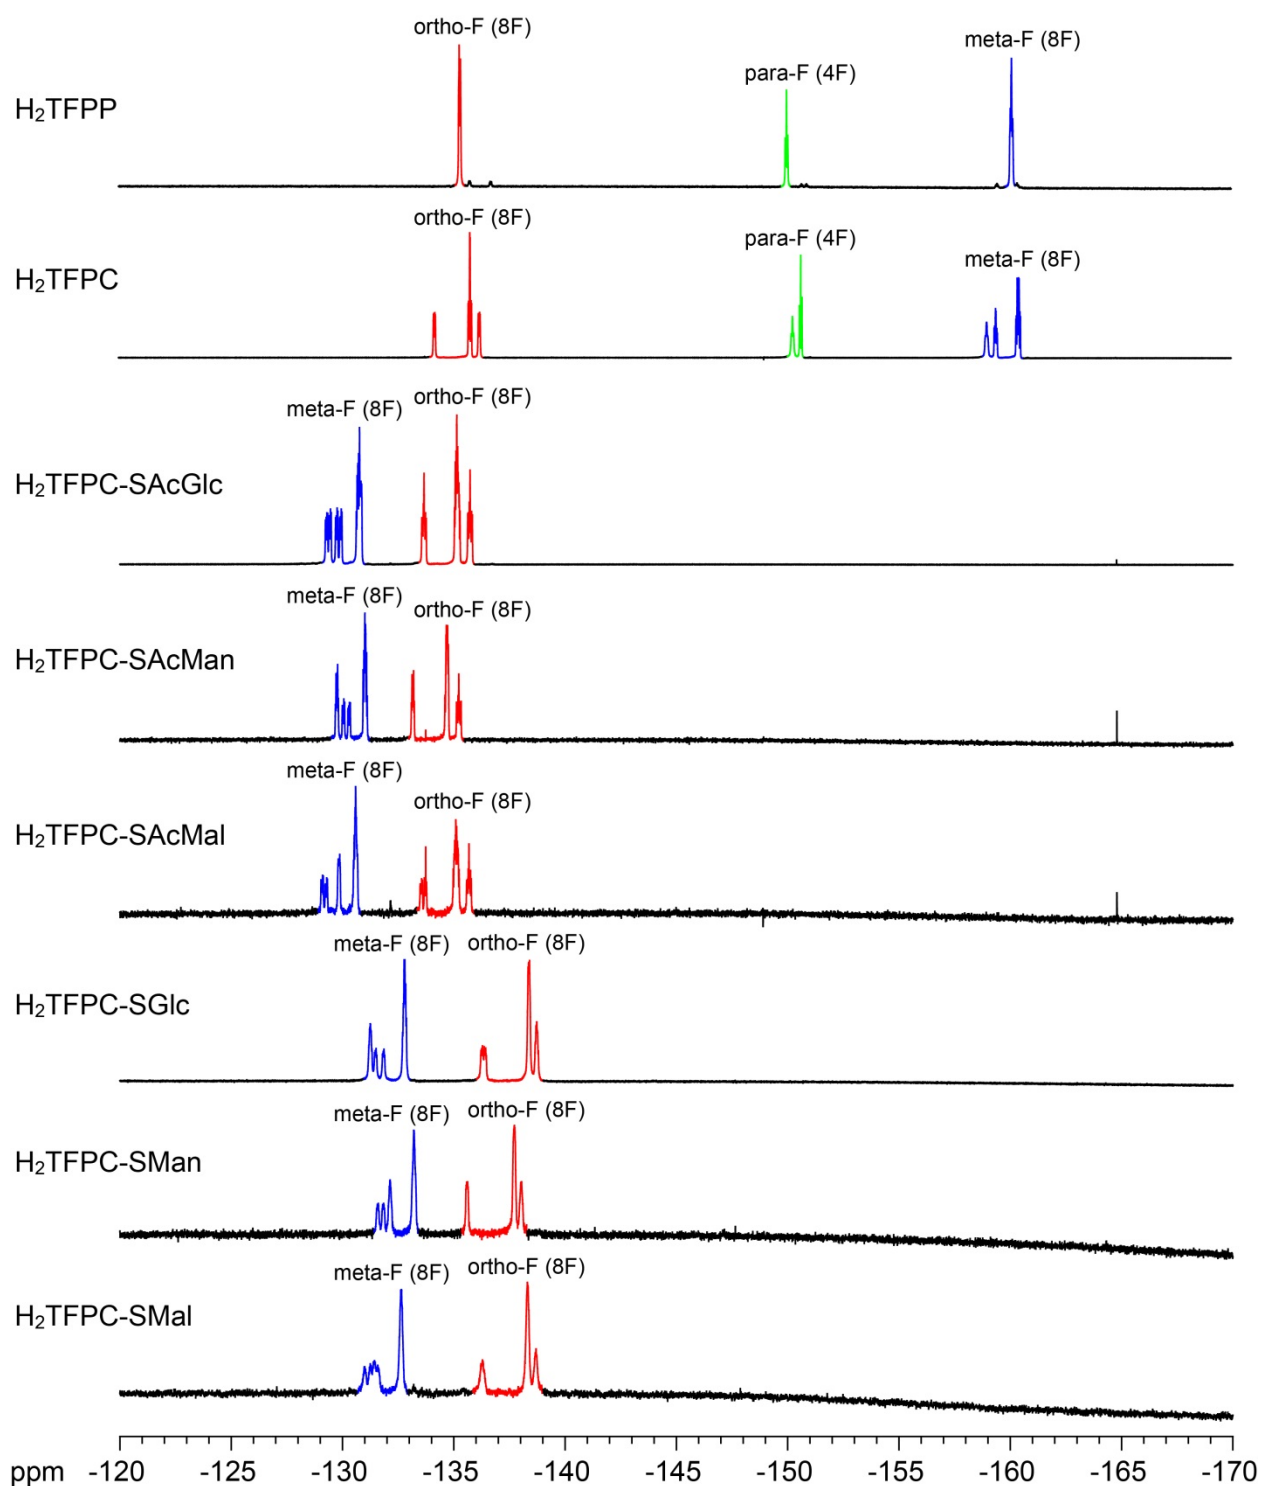 ortho-F (8F)
para-F (4F)
meta-F (8F)
H₂TFPP
ortho-F (8F)
para-F (4F)
meta-F (8F)
H₂TFPC
meta-F (8F)
ortho-F (8F)
H₂TFPC-SAcGlc
meta-F (8F)
ortho-F (8F)
H₂TFPC-SAcMan
meta-F (8F)
ortho-F (8F)
H₂TFPC-SAcMal
meta-F (8F)
ortho-F (8F)
H₂TFPC-SGlc
meta-F (8F)
ortho-F (8F)
H₂TFPC-SMan
meta-F (8F)
ortho-F (8F)
H₂TFPC-SMal
ppm -120 -125 -130 -135 -140 -145 -150 -155 -160 -165 -170